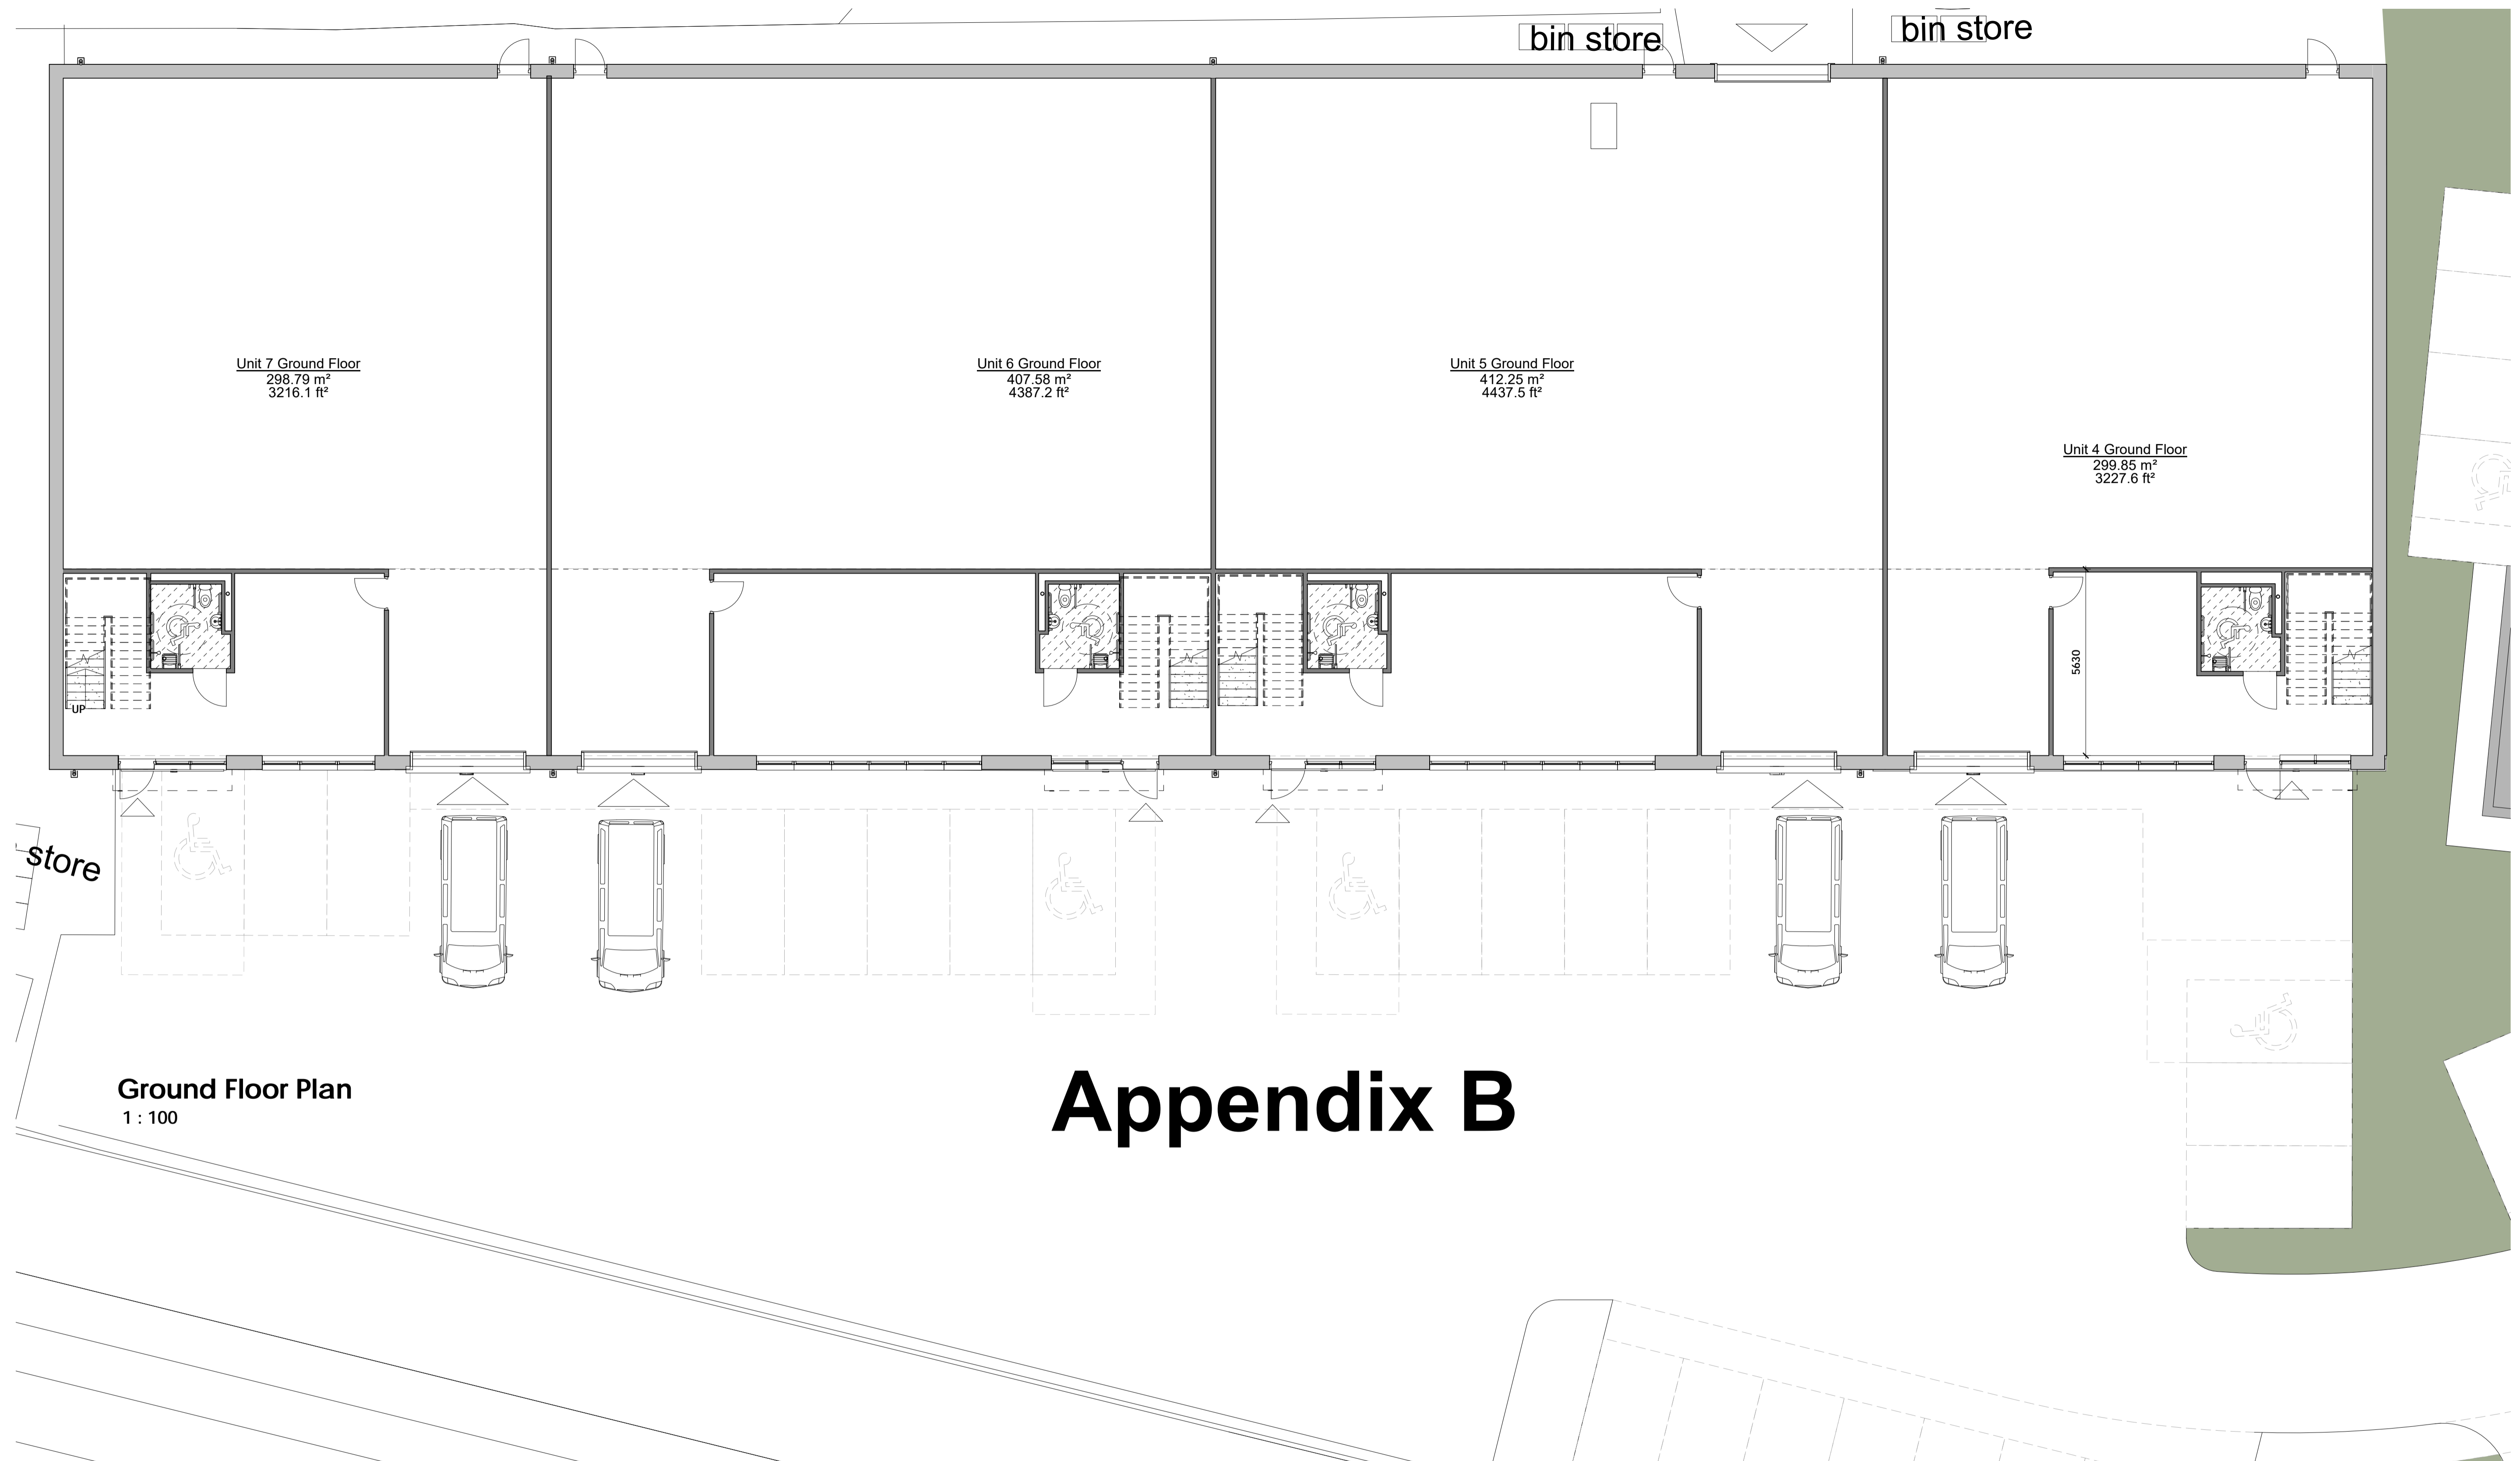 bin store
bin store
Unit 7 Ground Floor
298.79 m²
3216.1 ft²
Unit 6 Ground Floor
407.58 m²
4387.2 ft²
Unit 5 Ground Floor
412.25 m²
4437.5 ft²
Unit 4 Ground Floor
299.85 m²
3227.6 ft²
5630
UP
store
Ground Floor Plan
1 : 100
Appendix B